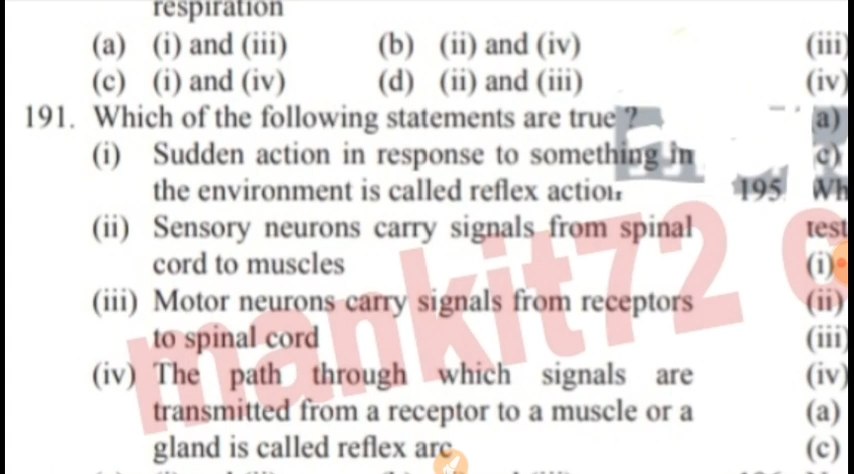 respiration
(a) (i) and (iii) (b) (ii) and (iv)
(c) (i) and (iv) (d) (ii) and (iii)
191. Which of the following statements are true ?
(i) Sudden action in response to something in
the environment is called reflex action
(ii) Sensory neurons carry signals from spinal
cord to muscles
(iii) Motor neurons carry signals from receptors
to spinal cord
(iv) The path through which signals are
transmitted from a receptor to a muscle or a
gland is called reflex arc
(iii)
(iv)
a)
c)
195 Wh
test
(i)
(ii)
(iii)
(iv)
(a)
(c)
mankit72